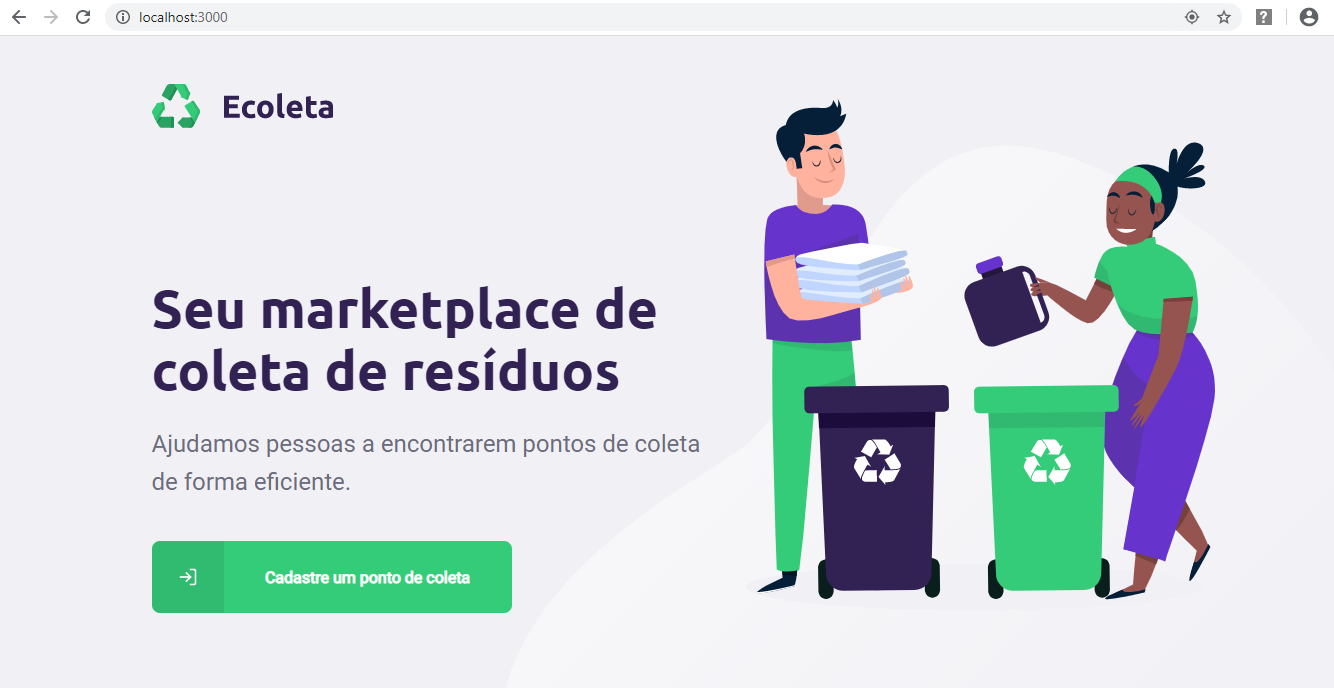 localhost:3000
Ecoleta
Seu marketplace de
coleta de resíduos
Ajudamos pessoas a encontrarem pontos de coleta
de forma eficiente.
Cadastre um ponto de coleta